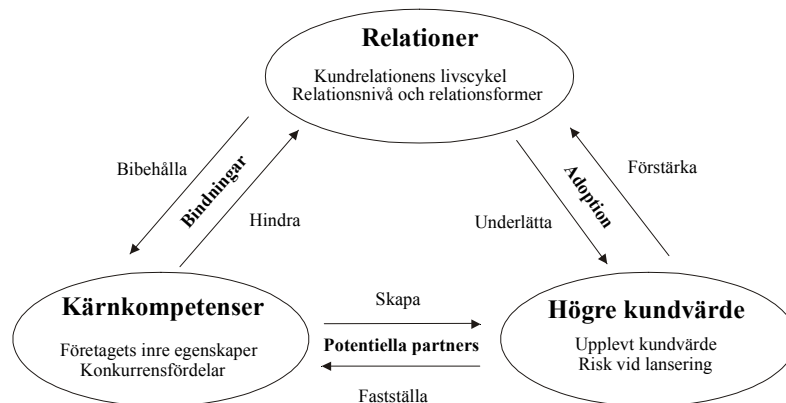 Relationer
Kundrelationens livscykel
Relationsnivå och relationsformer
Bibehålla
Bindningar
Hindra
Förstärka
Adoption
Underlätta
Kärnkompetenser
Företagets inre egenskaper
Konkurrensfördelar
Skapa
Potentiella partners
Fastställa
Högre kundvärde
Upplevt kundvärde
Risk vid lansering